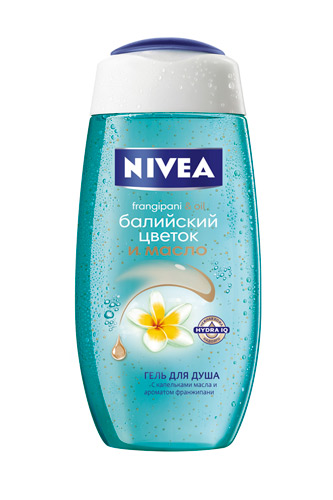 NIVEA
frangipani & oil
балийский
цветок
и масло
HYDRA IQ
ГЕЛЬ ДЛЯ ДУША
С капельками масла и
ароматом франжипани